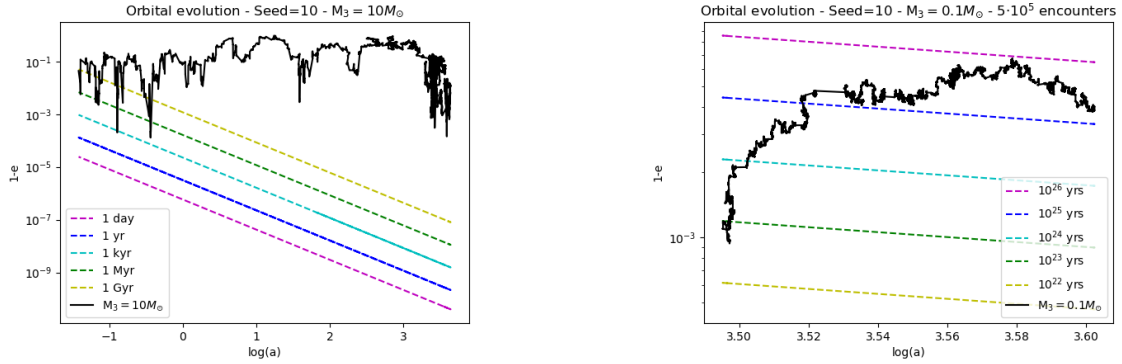 Orbital evolution - Seed=10 - M₃ = 10M☉
1-e
10⁻¹
10⁻³
10⁻⁵
10⁻⁷
10⁻⁹
1 day
1 yr
1 kyr
1 Myr
1 Gyr
M₃ = 10M☉
−1
0
1
2
3
log(a)
Orbital evolution - Seed=10 - M₃ = 0.1M☉ - 5·10⁵ encounters
1-e
10⁻³
10²⁶ yrs
10²⁵ yrs
10²⁴ yrs
10²³ yrs
10²² yrs
M₃ = 0.1M☉
3.50
3.52
3.54
3.56
3.58
3.60
log(a)